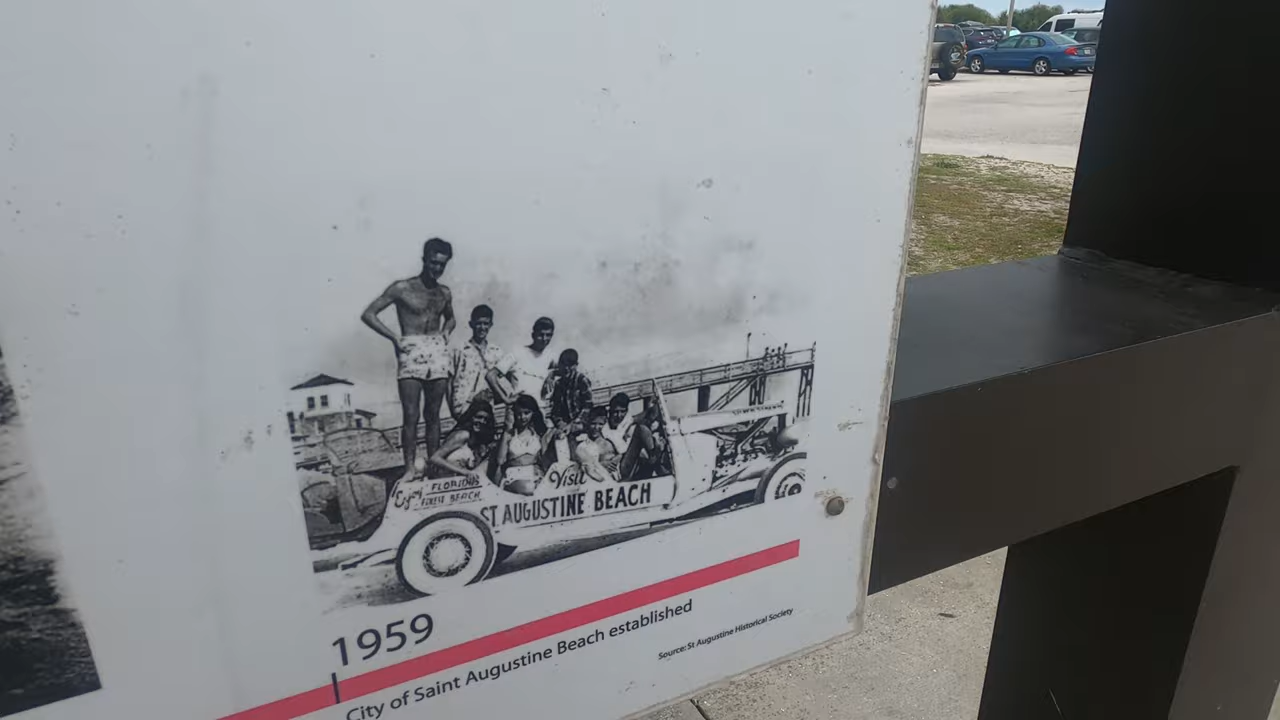 Enjoy FLORIDA'S
FINEST BEACH
Visit
ST. AUGUSTINE BEACH
1959
City of Saint Augustine Beach established
Source: St Augustine Historical Society